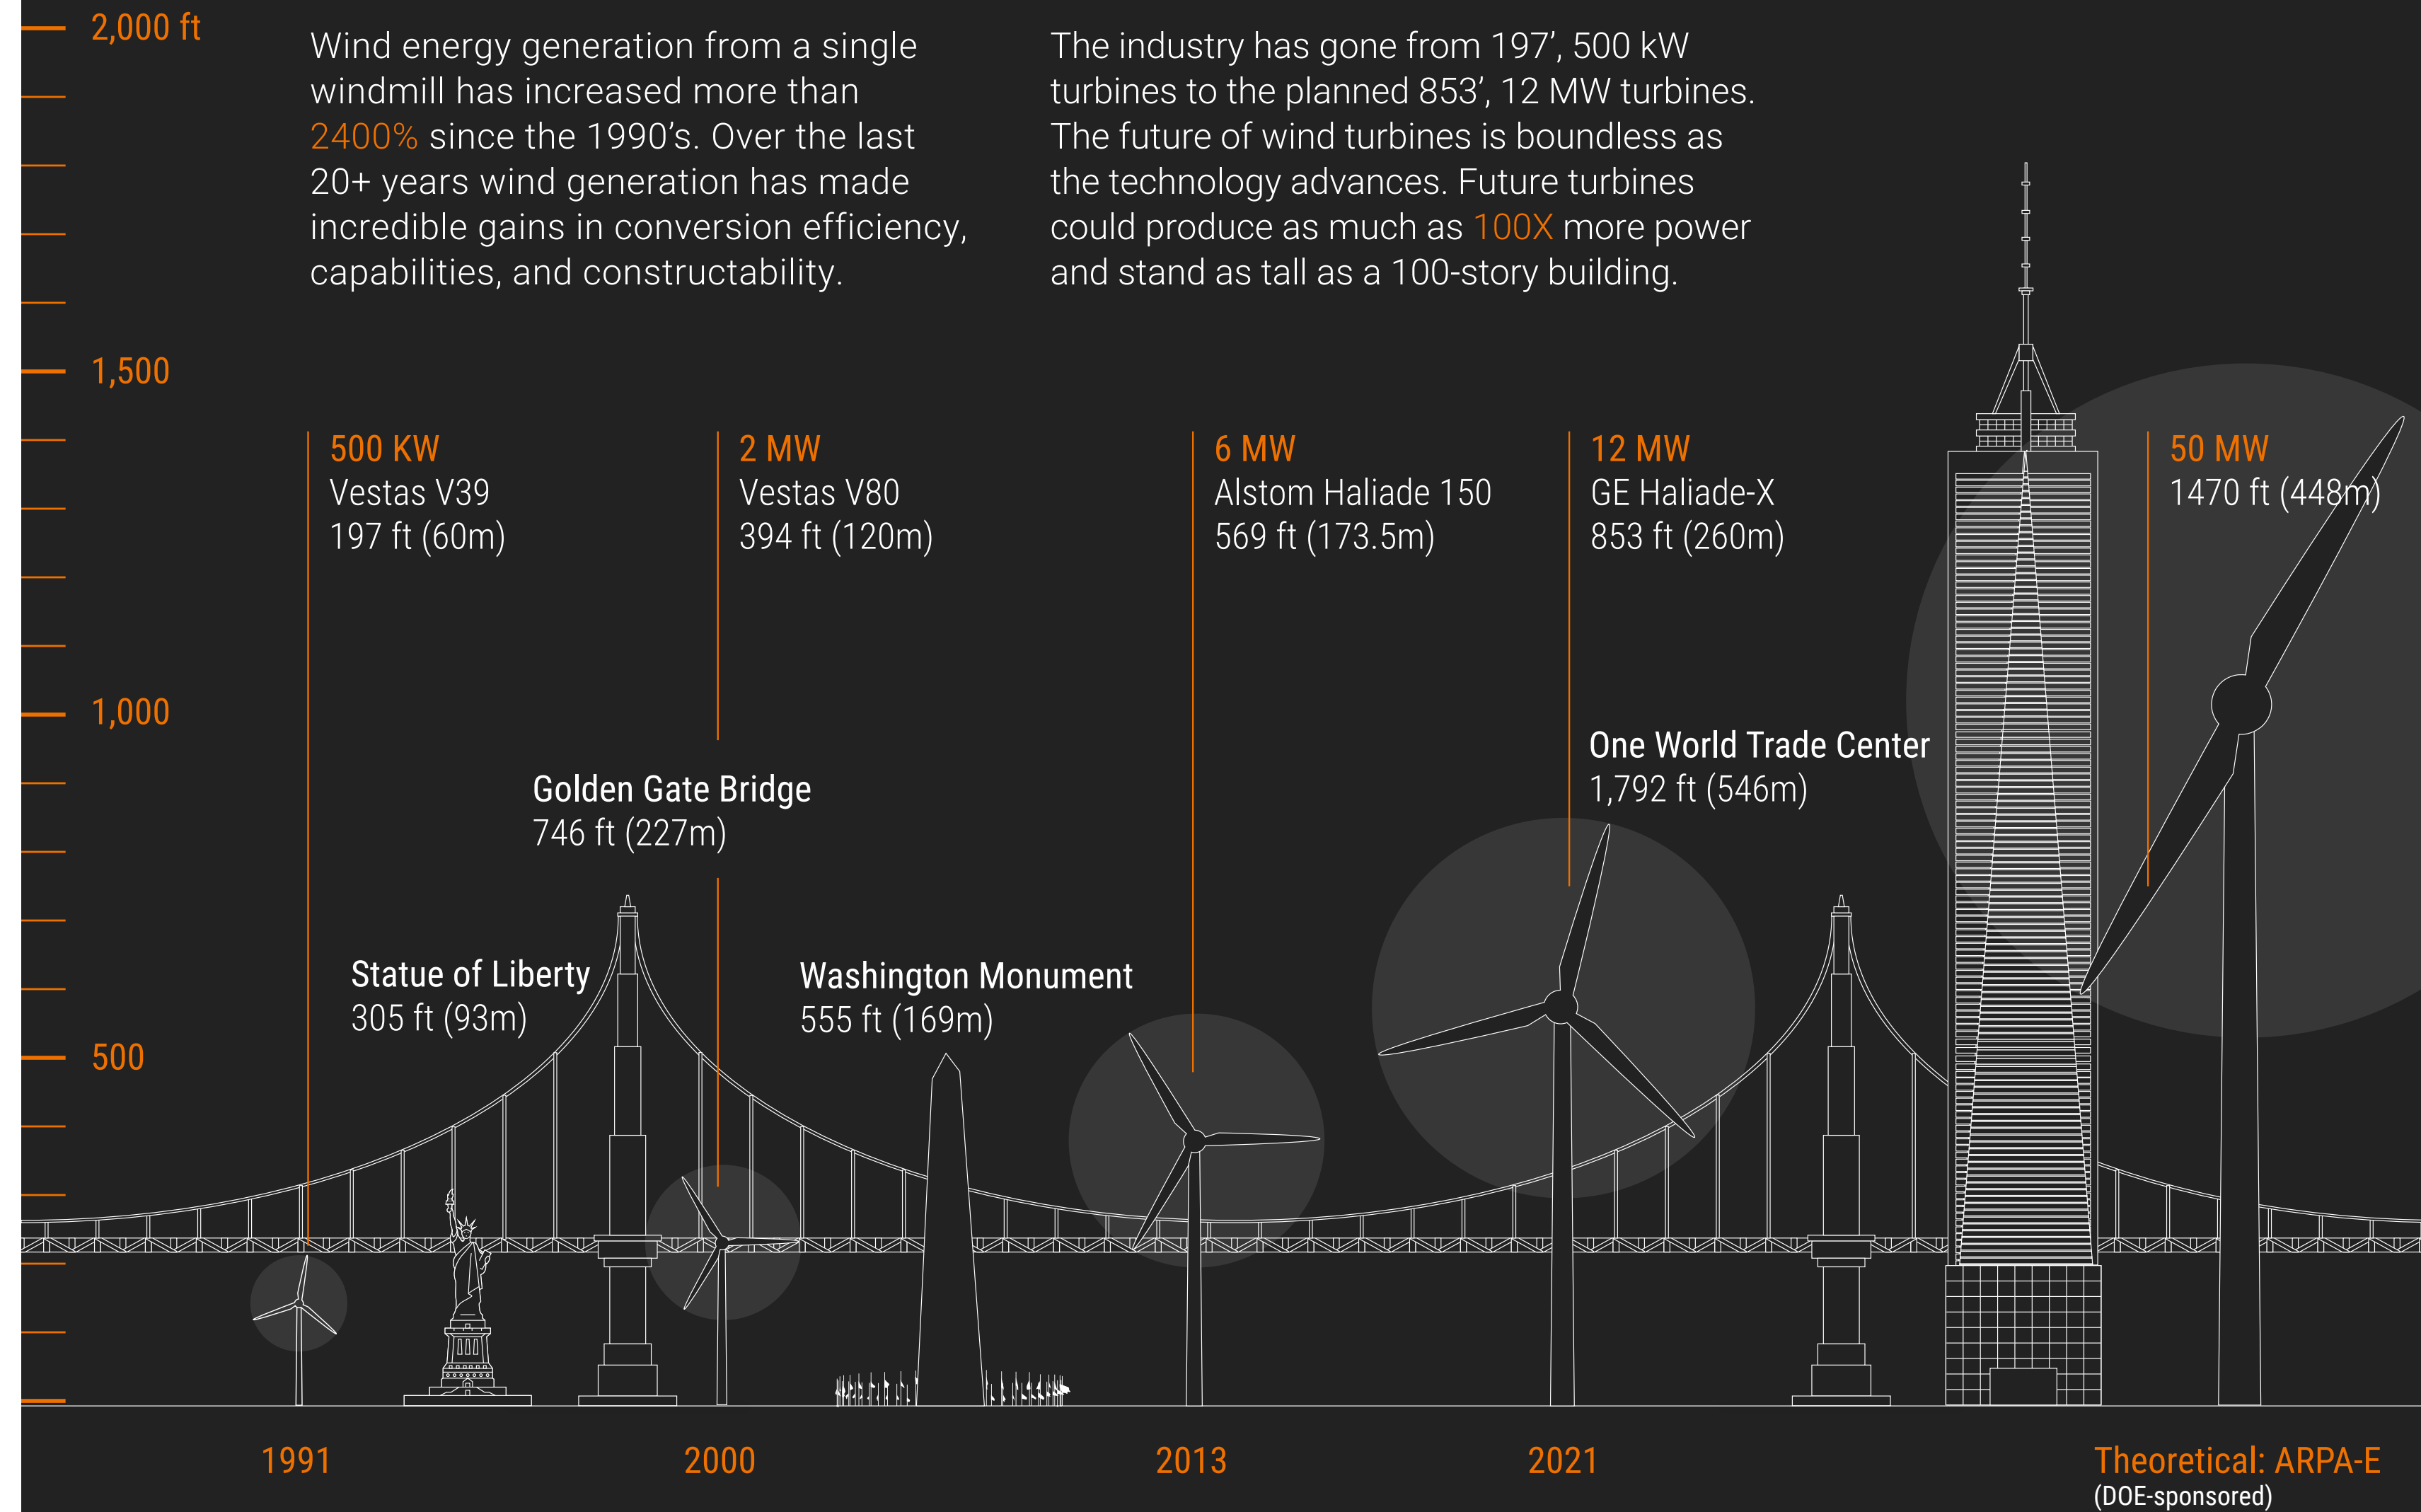 2,000 ft
1,500
1,000
500
Wind energy generation from a single
windmill has increased more than
2400% since the 1990’s. Over the last
20+ years wind generation has made
incredible gains in conversion efficiency,
capabilities, and constructability.
The industry has gone from 197’, 500 kW
turbines to the planned 853’, 12 MW turbines.
The future of wind turbines is boundless as
the technology advances. Future turbines
could produce as much as 100X more power
and stand as tall as a 100-story building.
500 KW
Vestas V39
197 ft (60m)
2 MW
Vestas V80
394 ft (120m)
6 MW
Alstom Haliade 150
569 ft (173.5m)
12 MW
GE Haliade-X
853 ft (260m)
50 MW
1470 ft (448m)
Statue of Liberty
305 ft (93m)
Golden Gate Bridge
746 ft (227m)
Washington Monument
555 ft (169m)
One World Trade Center
1,792 ft (546m)
1991
2000
2013
2021
Theoretical: ARPA-E
(DOE-sponsored)